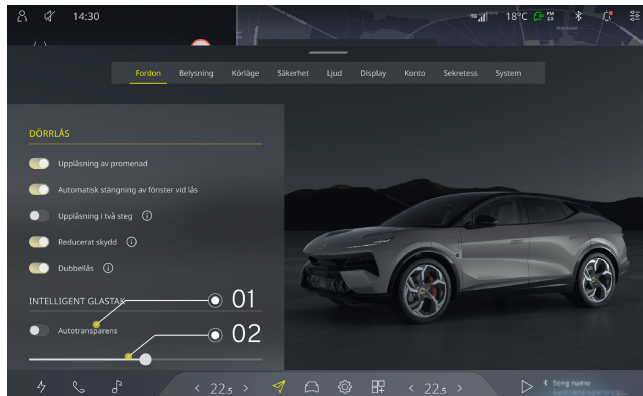 14:30
5G
18°C
PM
2.5
Fordon Belysning Körläge Säkerhet Ljud Display Konto Sekretess System
DÖRRLÅS
Upplåsning av promenad
Automatisk stängning av fönster vid lås
Upplåsning i två steg
Reducerat skydd
Dubbellås
INTELLIGENT GLASTAK
01
Autotransparens
02
22.5
22.5
Song name